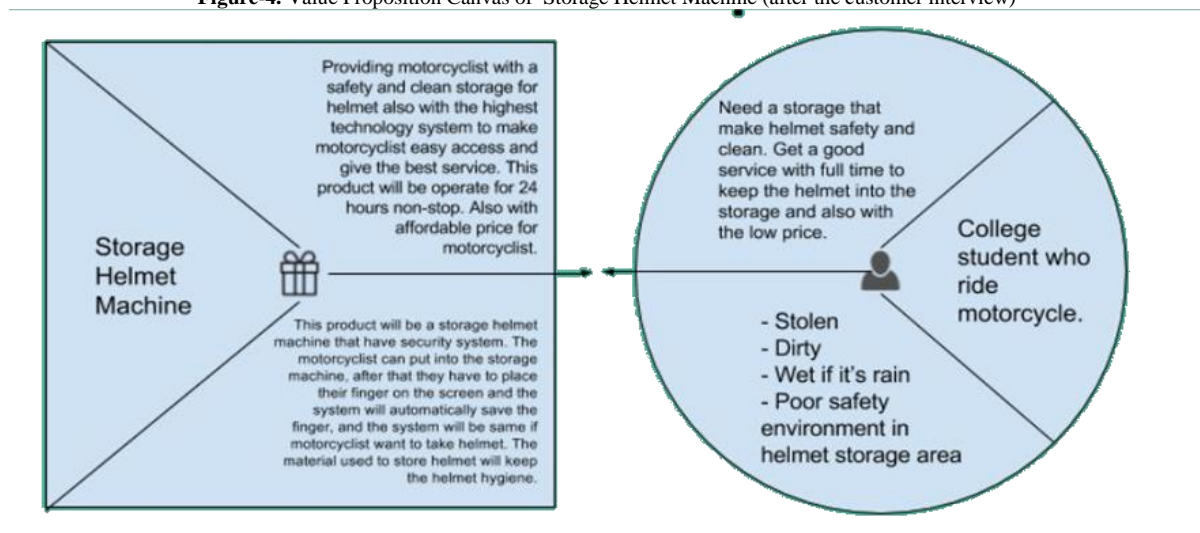 Figure-4. Value Proposition Canvas of Storage Helmet Machine (after the customer interview)
Providing motorcyclist with a
safety and clean storage for
helmet also with the highest
technology system to make
motorcyclist easy access and
give the best service. This
product will be operate for 24
hours non-stop. Also with
affordable price for
motorcyclist.
Storage
Helmet
Machine
This product will be a storage helmet
machine that have security system. The
motorcyclist can put into the storage
machine, after that they have to place
their finger on the screen and the
system will automatically save the
finger, and the system will be same if
motorcyclist want to take helmet. The
material used to store helmet will keep
the helmet hygiene.
Need a storage that
make helmet safety and
clean. Get a good
service with full time to
keep the helmet into the
storage and also with
the low price.
College
student who
ride
motorcycle.
- Stolen
- Dirty
- Wet if it's rain
- Poor safety
environment in
helmet storage area